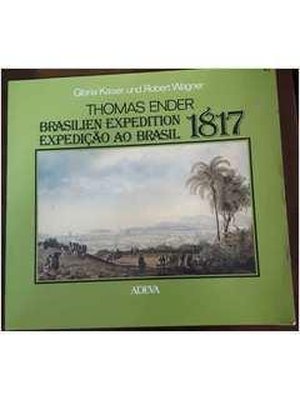 Gloria Kaiser und Robert Wagner
THOMAS ENDER
BRASILIEN EXPEDITION
EXPEDIÇÃO AO BRASIL
1817
ADEVA